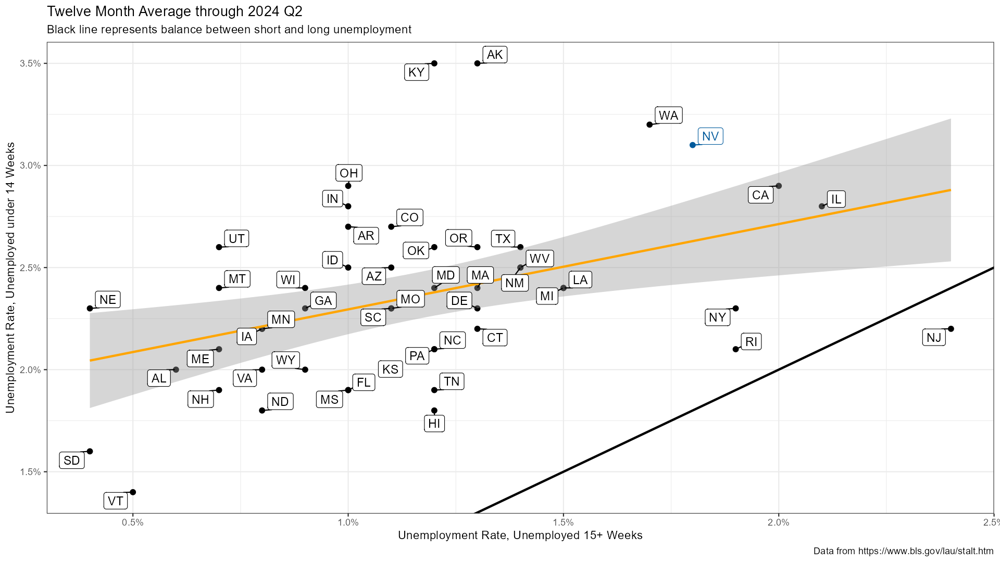 Twelve Month Average through 2024 Q2
Black line represents balance between short and long unemployment
Unemployment Rate, Unemployed under 14 Weeks
3.5%
3.0%
2.5%
2.0%
1.5%
AK
KY
WA
NV
OH
IN
CA
IL
CO
AR
UT
OR
TX
OK
ID
WV
AZ
MD
MA
MT
WI
NM
LA
MI
NE
GA
MO
DE
SC
NY
MN
IA
CT
NJ
NC
RI
PA
ME
WY
KS
AL
VA
FL
TN
NH
MS
ND
HI
SD
VT
0.5%
1.0%
1.5%
2.0%
2.5%
Unemployment Rate, Unemployed 15+ Weeks
Data from https://www.bls.gov/lau/stalt.htm